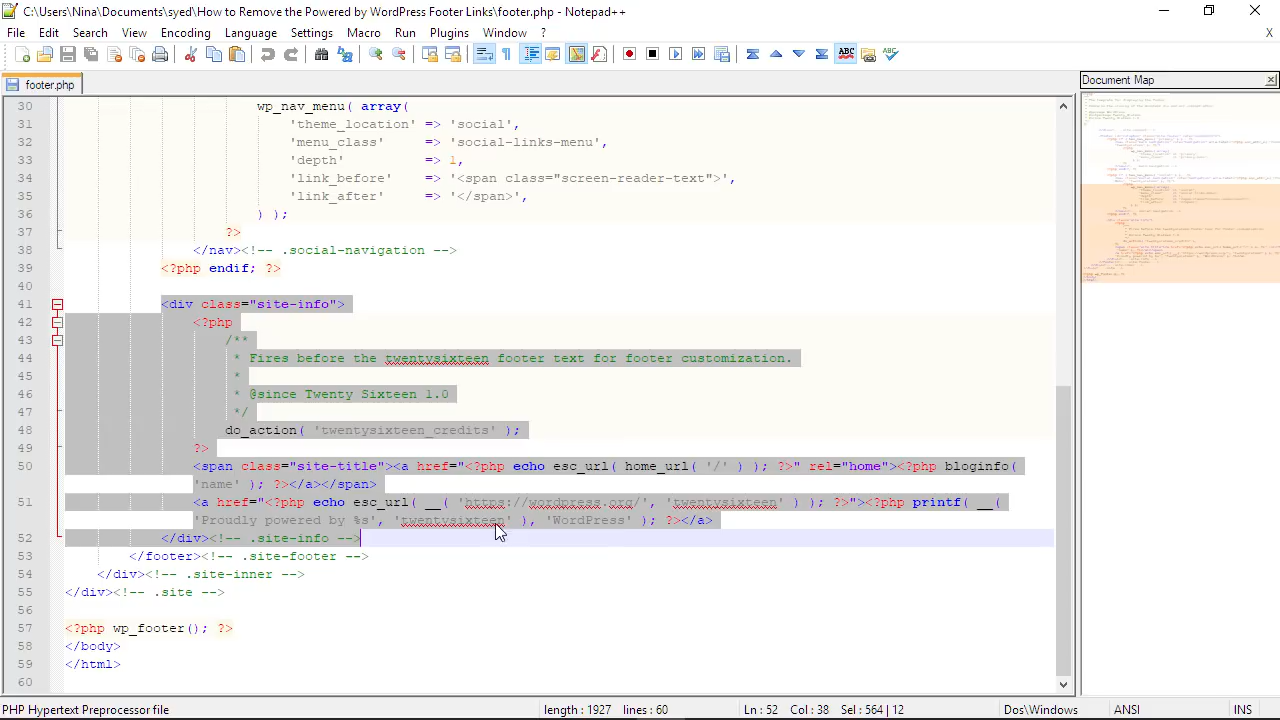 C:\Users\Nina\Documents\syed\How to Remove the Powered by WordPress Footer Links\footer.php - Notepad++
File Edit Search View Encoding Language Settings Macro Run Plugins Window ? X
footer.php
Document Map
30 wp_nav_menu( array(
31 'theme_location' => 'social',
32 'menu_class' => 'social-links-menu',
33 'depth' => 1,
34 'link_before' => '<span class="screen-reader-text">',
35 'link_after' => '</span>',
36 ) );
37 ?>
38 </nav><!-- .social-navigation -->
39 <?php endif; ?>
40
41 <div class="site-info">
42 <?php
43 /**
44 * Fires before the twentysixteen footer text for footer customization.
45 *
46 * @since Twenty Sixteen 1.0
47 */
48 do_action( 'twentysixteen_credits' );
49 ?>
50 <span class="site-title"><a href="<?php echo esc_url( home_url( '/' ) ); ?>" rel="home"><?php bloginfo(
'name' ); ?></a></span>
51 <a href="<?php echo esc_url( __( 'https://wordpress.org/', 'twentysixteen' ) ); ?>"><?php printf( __(
'Proudly powered by %s', 'twentysixteen' ), 'WordPress' ); ?></a>
52 </div><!-- .site-info -->
53 </footer><!-- .site-footer -->
54 </div><!-- .site-inner -->
55 </div><!-- .site -->
56
57 <?php wp_footer(); ?>
58 </body>
59 </html>
60
PHP Hypertext Preprocessor file length : 1927 lines : 60 Ln : 52 Col : 38 Sel : 564 | 12 Dos\Windows ANSI INS